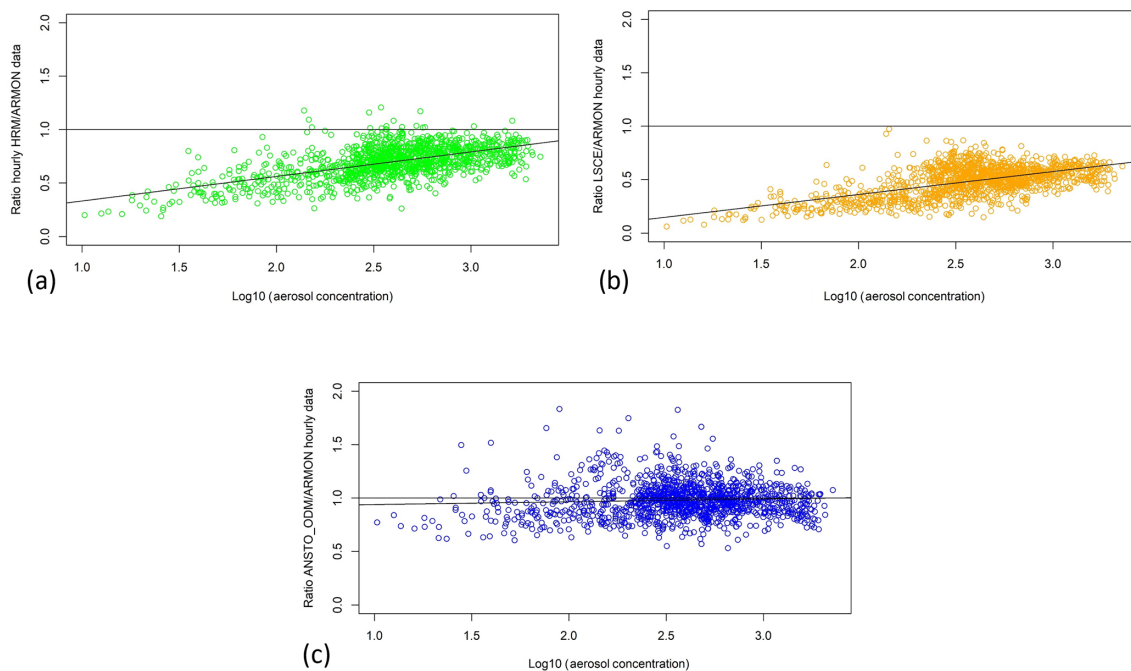 Ratio hourly HRM/ARMON data
2.0
1.5
1.0
0.5
0.0
1.0 1.5 2.0 2.5 3.0
Log10 (aerosol concentration)
(a)
Ratio LSCE/ARMON hourly data
2.0
1.5
1.0
0.5
0.0
1.0 1.5 2.0 2.5 3.0
Log10 (aerosol concentration)
(b)
Ratio ANSTO_ODM/ARMON hourly data
2.0
1.5
1.0
0.5
0.0
1.0 1.5 2.0 2.5 3.0
Log10 (aerosol concentration)
(c)